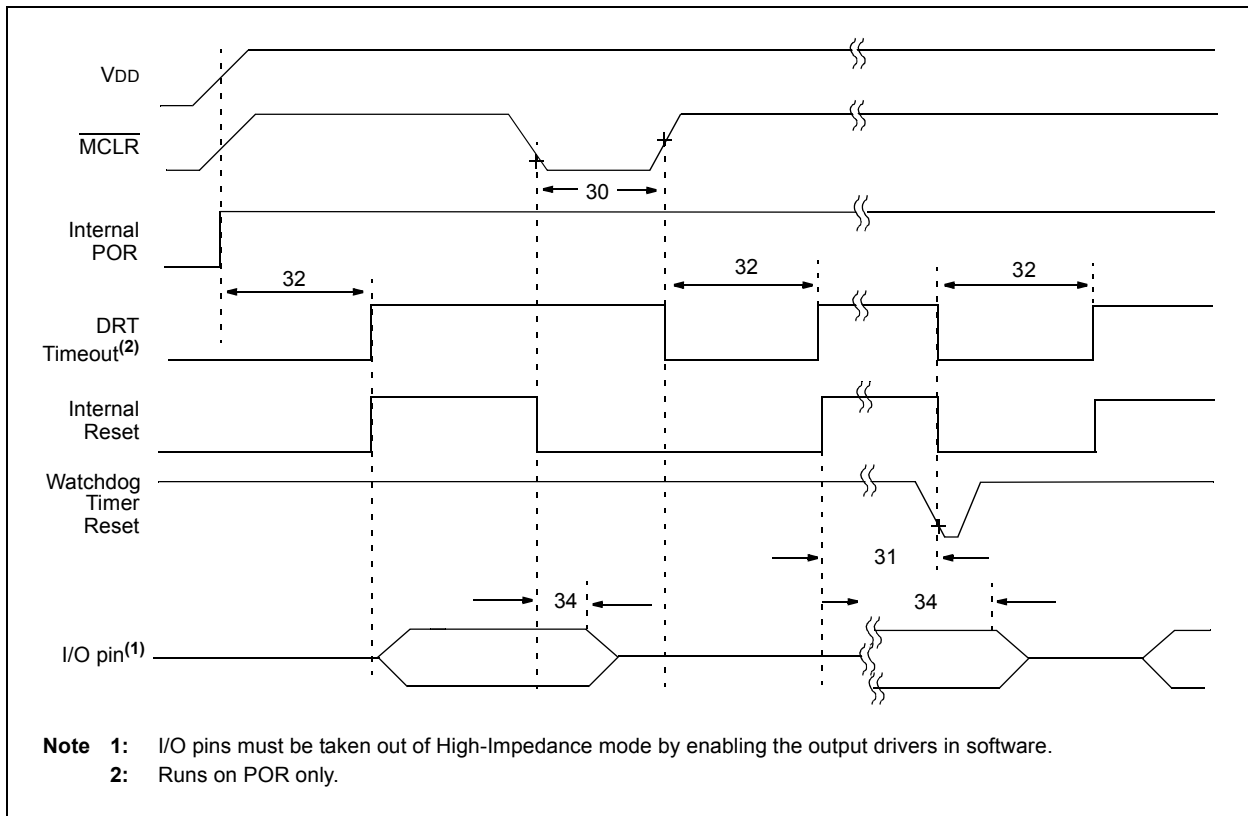 VDD
MCLR
30
Internal
POR
32
32
32
DRT
Timeout(2)
Internal
Reset
Watchdog
Timer
Reset
31
34
34
I/O pin(1)
Note 1: I/O pins must be taken out of High-Impedance mode by enabling the output drivers in software.
2: Runs on POR only.